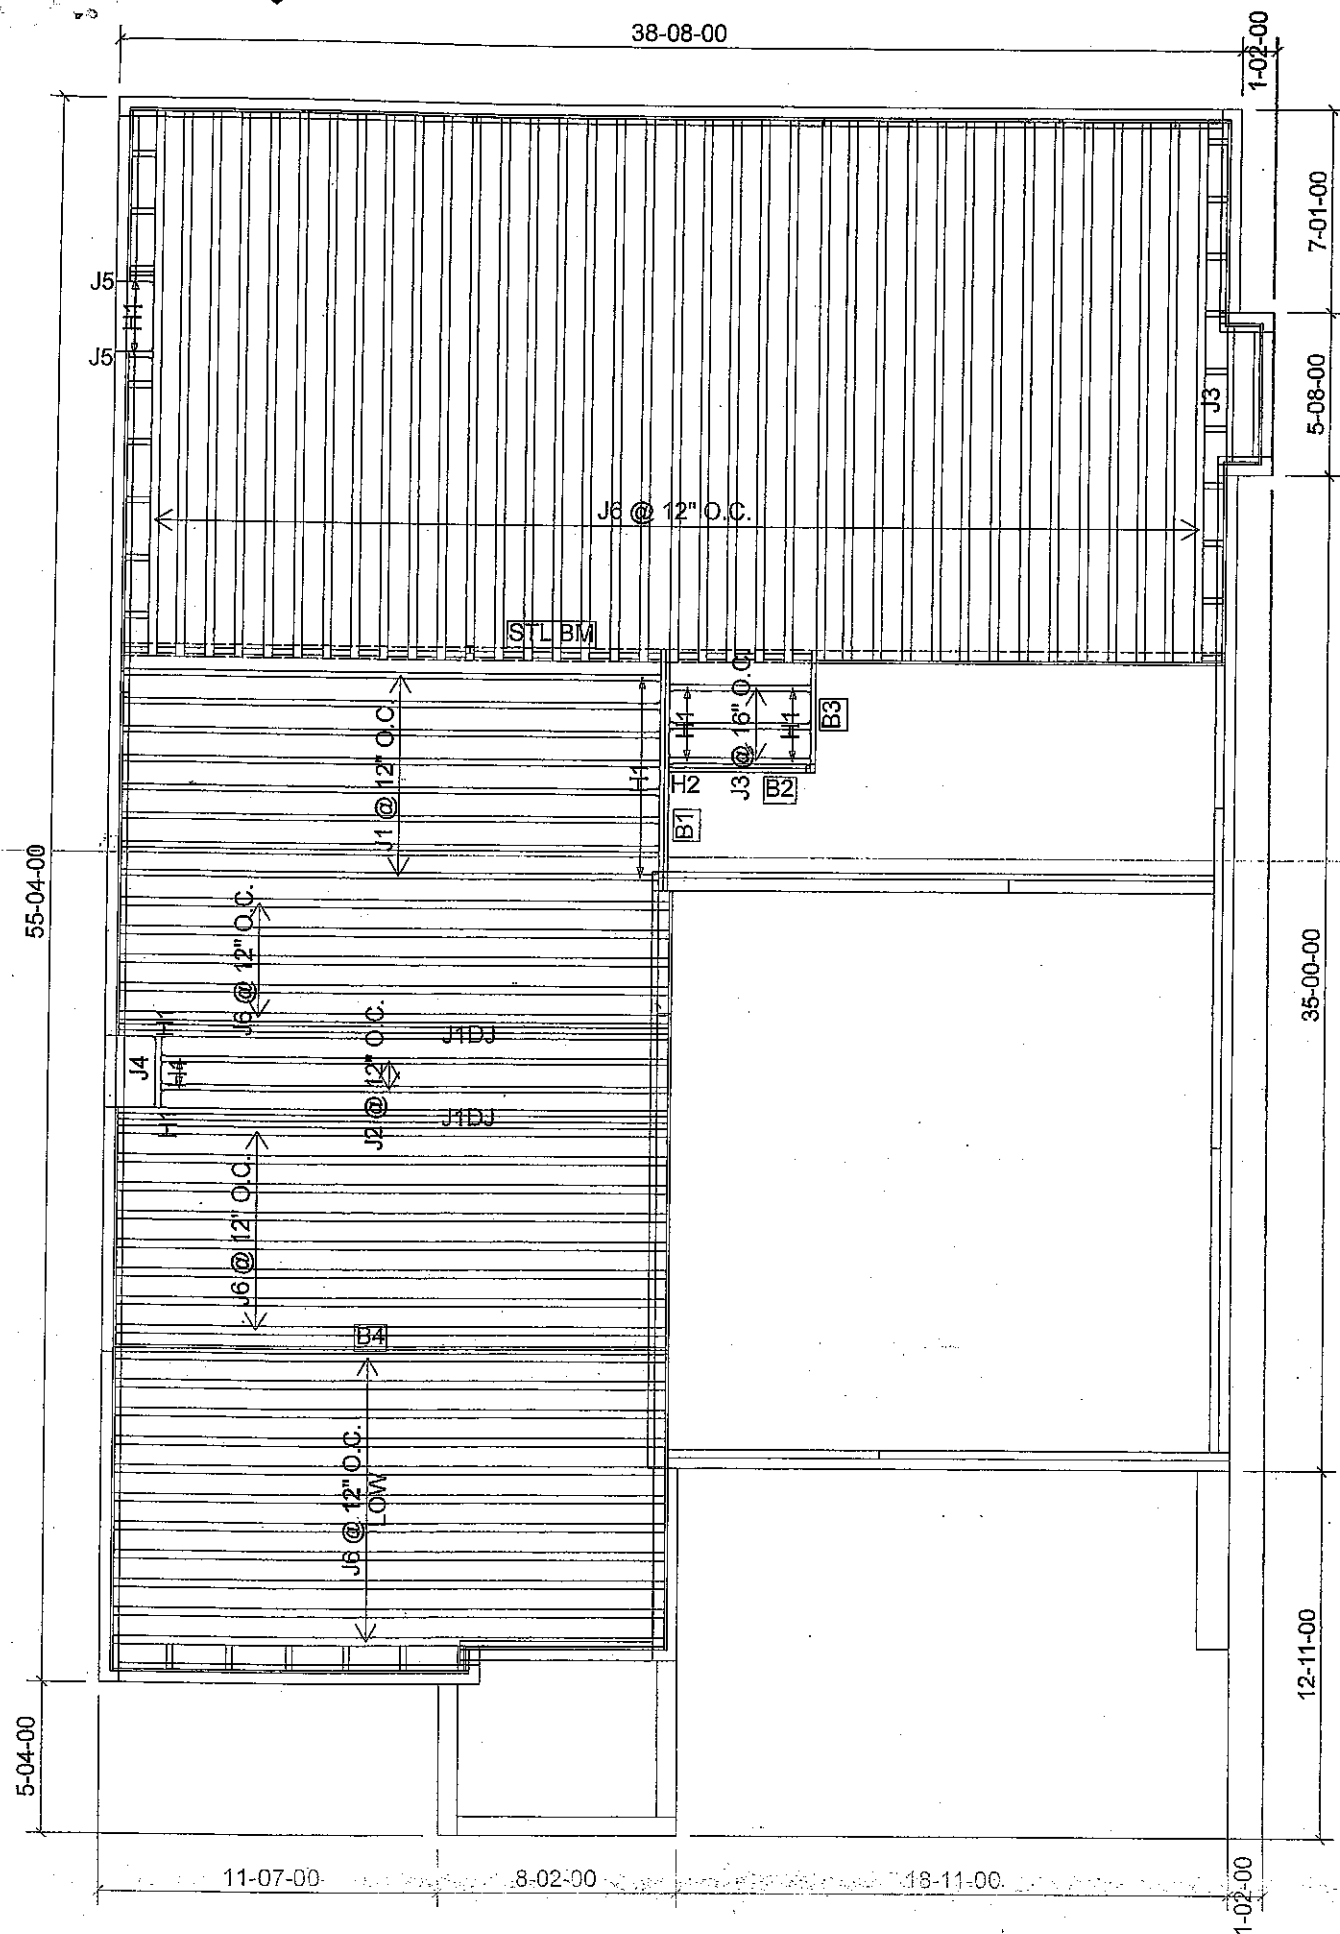 38-08-00
1-02-00
7-01-00
J5
H1
J5
5-08-00
J3
J6 @ 12" O.C.
STL BM
J1 @ 12" O.C.
H1
H1
J3 @ 16" O.C.
H1
B3
H2
B2
B1
55-04-00
J6 @ 12" O.C.
35-00-00
H1
J1DJ
J4
H1
J2 @ 12" O.C.
H1
J1DJ
J6 @ 12" O.C.
B4
J6 @ 12" O.C.
LOW
12-11-00
5-04-00
11-07-00
8-02-00
18-11-00
1-02-00